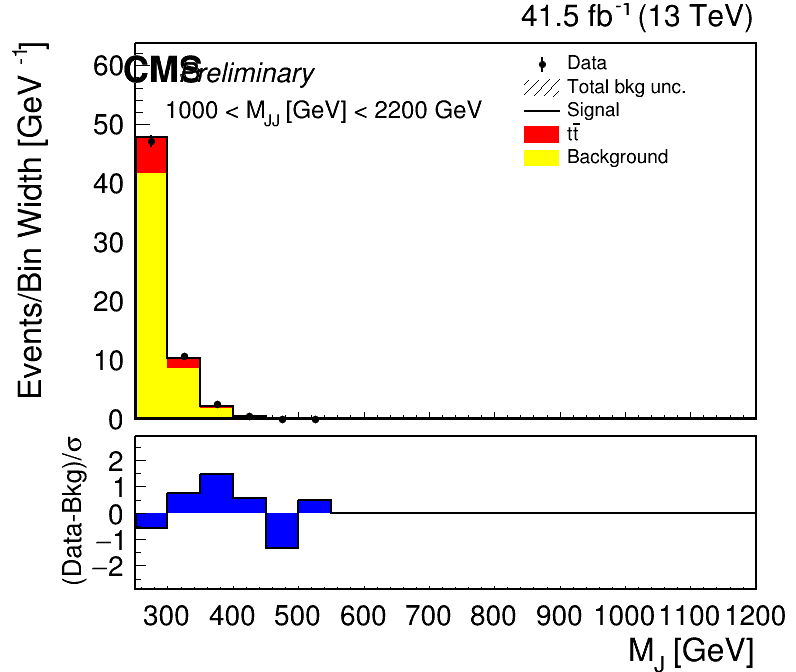 41.5 fb⁻¹ (13 TeV)
CMS Preliminary
1000 < M_JJ [GeV] < 2200 GeV
Data
Total bkg unc.
Signal
tt̄
Background
Events/Bin Width [GeV⁻¹]
60
50
40
30
20
10
0
(Data-Bkg)/σ
2
1
0
−1
−2
300 400 500 600 700 800 900 1000 1100 1200
M_J [GeV]